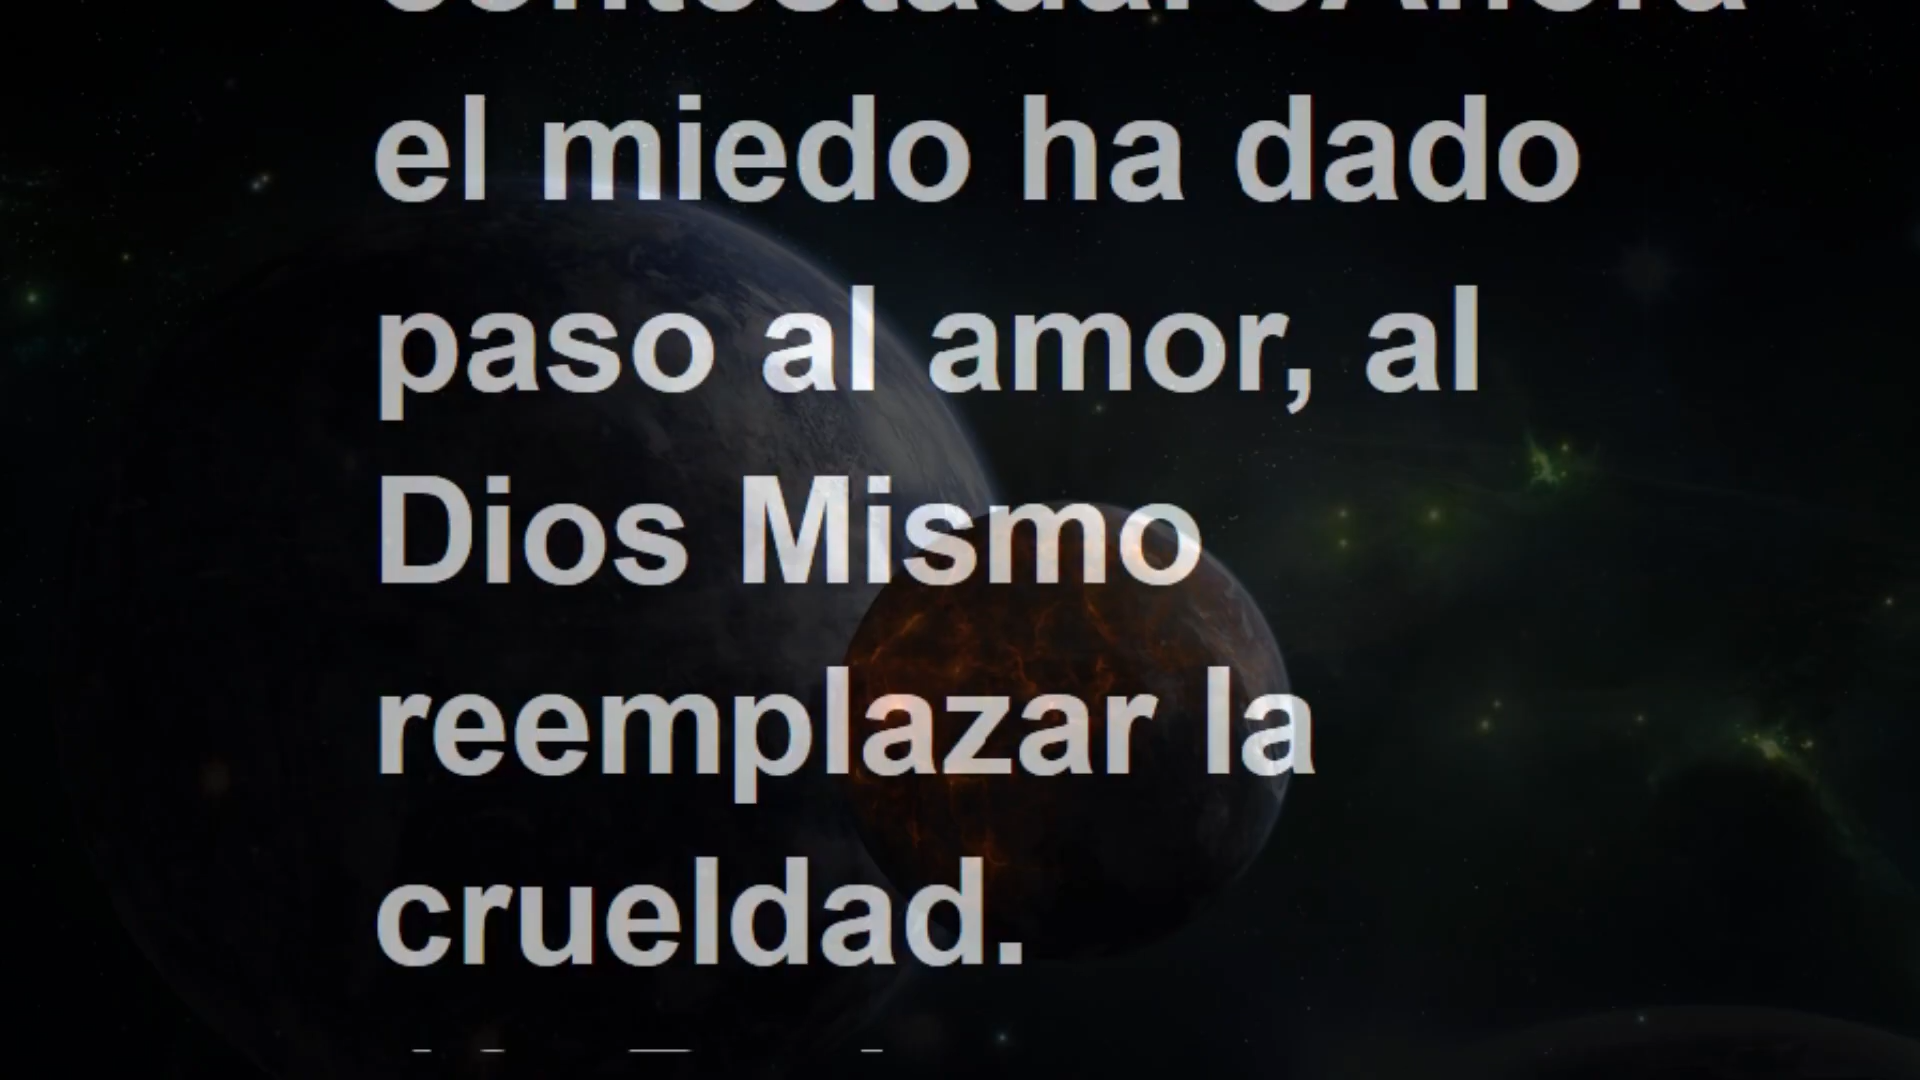 el miedo ha dado
paso al amor, al
Dios Mismo
reemplazar la
crueldad.